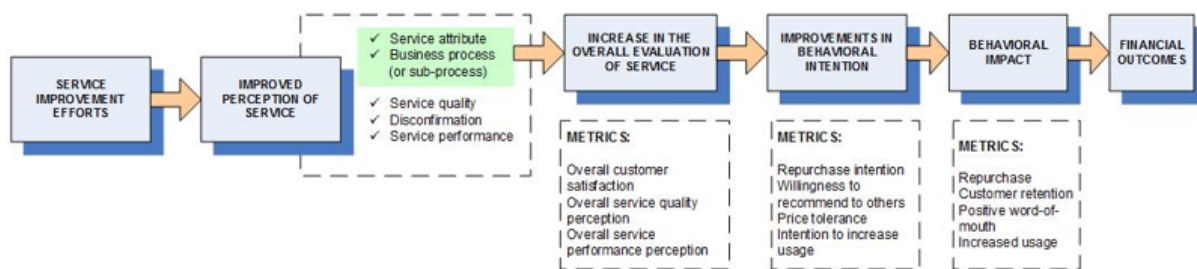 SERVICE
IMPROVEMENT
EFFORTS
IMPROVED
PERCEPTION OF
SERVICE
✓ Service attribute
✓ Business process
(or sub-process)
✓ Service quality
✓ Disconfirmation
✓ Service performance
INCREASE IN THE
OVERALL EVALUATION
OF SERVICE
METRICS:
Overall customer
satisfaction
Overall service quality
perception
Overall service
performance perception
IMPROVEMENTS IN
BEHAVIORAL
INTENTION
METRICS:
Repurchase intention
Willingness to
recommend to others
Price tolerance
Intention to increase
usage
BEHAVIORAL
IMPACT
METRICS:
Repurchase
Customer retention
Positive word-of-
mouth
Increased usage
FINANCIAL
OUTCOMES